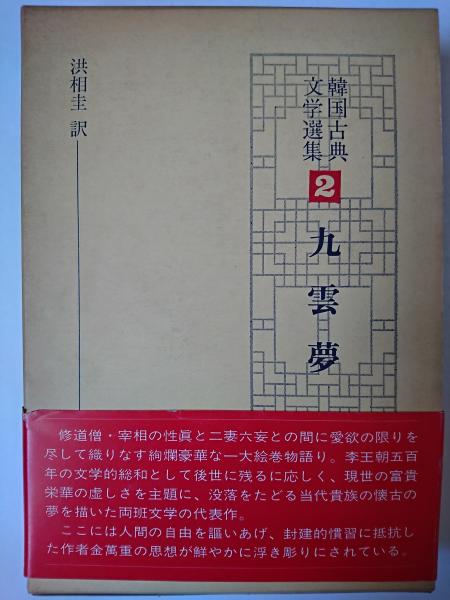 韓国古典
文学選集
2
九雲夢
洪相圭 訳
修道僧・宰相の性眞と二妻六妾との間に愛欲の限りを
尽して織りなす絢爛豪華な一大絵巻物語り。李王朝五百
年の文学的総和として後世に残るに応しく、現世の富貴
栄華の虚しさを主題に、没落をたどる当代貴族の懐古の
夢を描いた両班文学の代表作。
ここには人間の自由を謳いあげ、封建的慣習に抵抗し
た作者金萬重の思想が鮮やかに浮き彫りにされている。